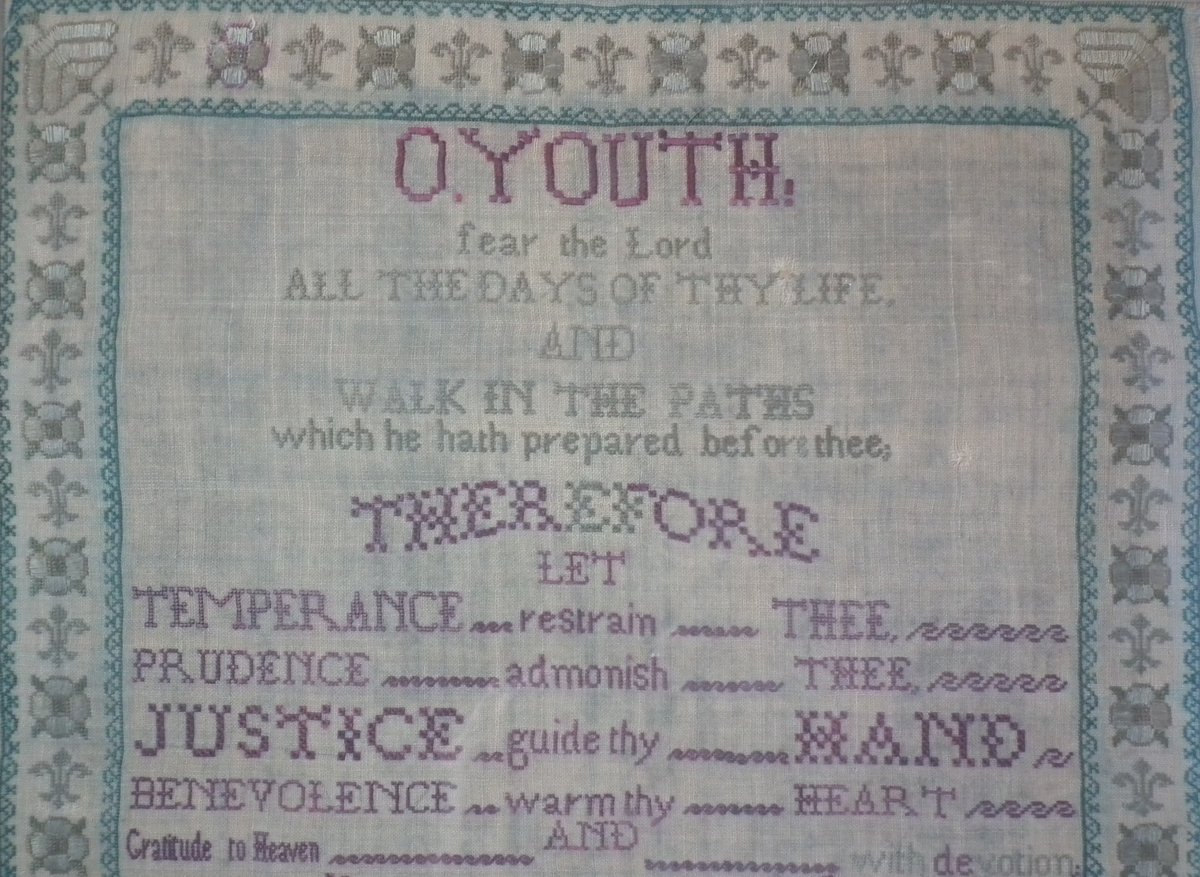 O.YOUTH!
fear the Lord
ALL THE DAYS OF THY LIFE,
AND
WALK IN THE PATHS
which he hath prepared before thee;
THEREFORE
LET
TEMPERANCE restrain THEE,
PRUDENCE admonish THEE,
JUSTICE guide thy HAND
BENEVOLENCE warm thy HEART
AND
Gratitude to Heaven with devotion